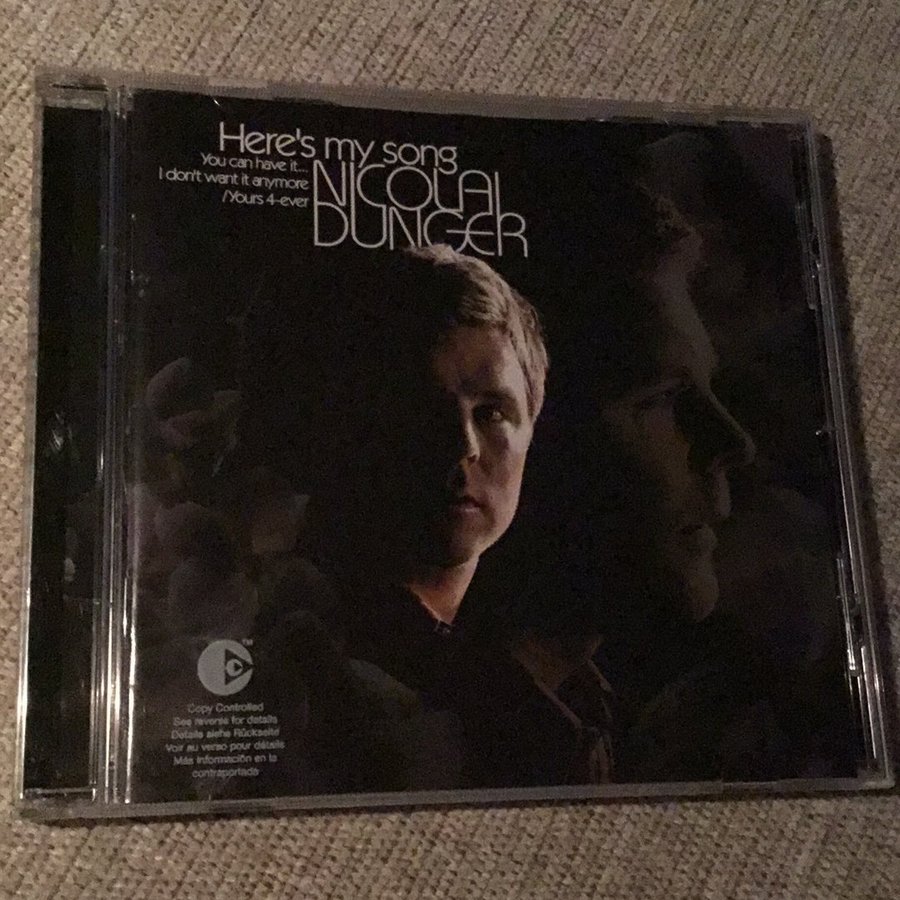 Here's my song
You can have it...
I don't want it anymore
/Yours 4-ever
NICOLAI
DUNGER
TM
Copy Controlled
See reverse for details
Details siehe Rückseite
Voir au verso pour détails
Más información en la
contraportada